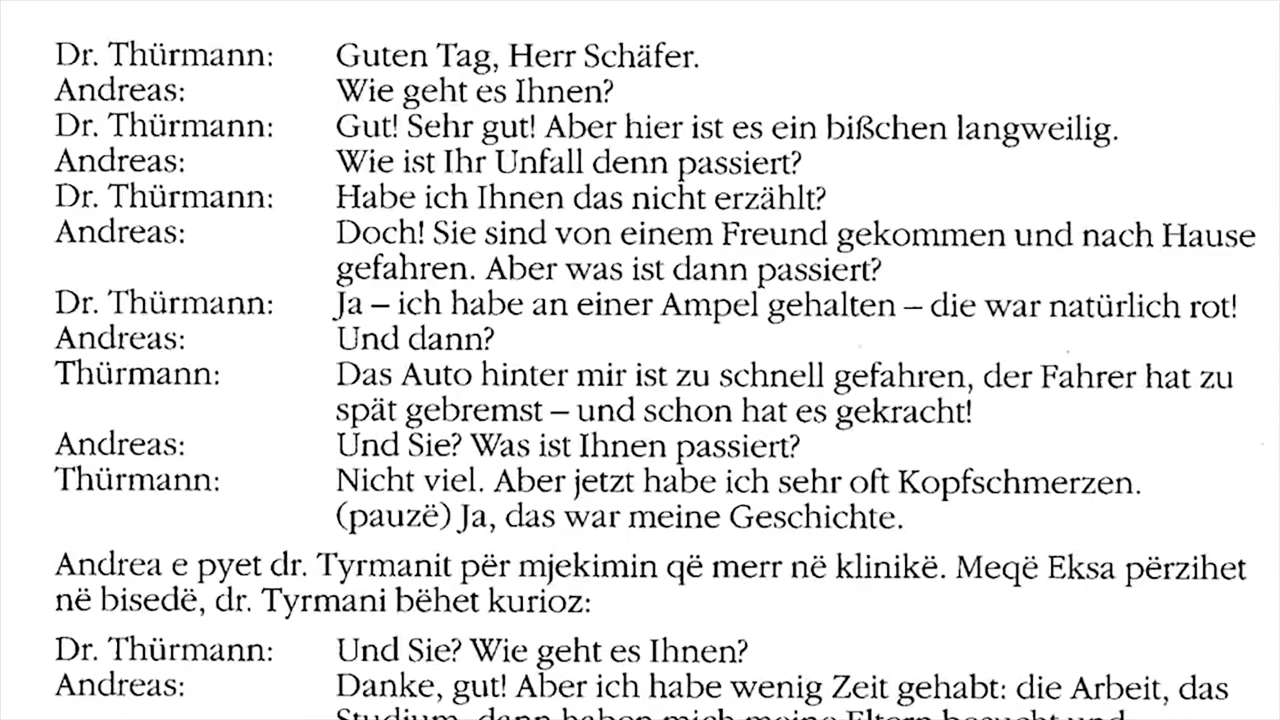 Dr. Thürmann: Guten Tag, Herr Schäfer.
Andreas: Wie geht es Ihnen?
Dr. Thürmann: Gut! Sehr gut! Aber hier ist es ein bißchen langweilig.
Andreas: Wie ist Ihr Unfall denn passiert?
Dr. Thürmann: Habe ich Ihnen das nicht erzählt?
Andreas: Doch! Sie sind von einem Freund gekommen und nach Hause
gefahren. Aber was ist dann passiert?
Dr. Thürmann: Ja – ich habe an einer Ampel gehalten – die war natürlich rot!
Andreas: Und dann?
Thürmann: Das Auto hinter mir ist zu schnell gefahren, der Fahrer hat zu
spät gebremst – und schon hat es gekracht!
Andreas: Und Sie? Was ist Ihnen passiert?
Thürmann: Nicht viel. Aber jetzt habe ich sehr oft Kopfschmerzen.
(pauzë) Ja, das war meine Geschichte.
Andrea e pyet dr. Tyrmanit për mjekimin që merr në klinikë. Meqë Eksa përzihet
në bisedë, dr. Tyrmani bëhet kurioz:
Dr. Thürmann: Und Sie? Wie geht es Ihnen?
Andreas: Danke, gut! Aber ich habe wenig Zeit gehabt: die Arbeit, das
Studium, dann haben mich meine Eltern besucht und